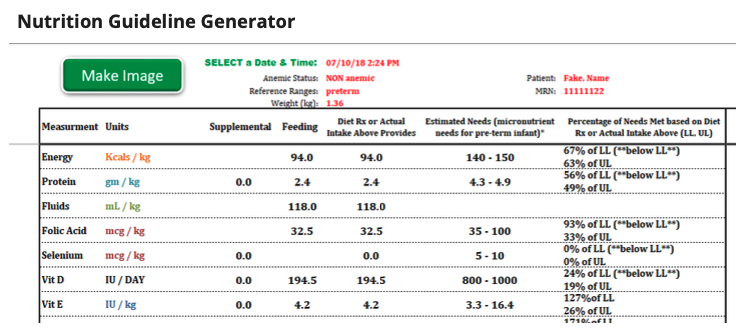 Nutrition Guideline Generator
Make Image
SELECT a Date & Time: 07/10/18 2:24 PM
Anemic Status: NON anemic Patient: Fake, Name
Reference Ranges: preterm MRN: 11111122
Weight (kg): 1.36
Measurment Units Supplemental Feeding Diet Rx or Actual Intake Above Provides Estimated Needs (micronutrient needs for pre-term infant)* Percentage of Needs Met based on Diet Rx or Actual Intake Above (LL, UL)
Energy Kcals / kg 94.0 94.0 140 - 150 67% of LL (**below LL**) 63% of UL
Protein gm / kg 0.0 2.4 2.4 4.3 - 4.9 56% of LL (**below LL**) 49% of UL
Fluids mL / kg 118.0 118.0
Folic Acid mcg / kg 32.5 32.5 35 - 100 93% of LL (**below LL**) 33% of UL
Selenium mcg / kg 0.0 0.0 5 - 10 0% of LL (**below LL**) 0% of UL
Vit D IU / DAY 0.0 194.5 194.5 800 - 1000 24% of LL (**below LL**) 19% of UL
Vit E IU / kg 0.0 4.2 4.2 3.3 - 16.4 127%of LL 26% of UL